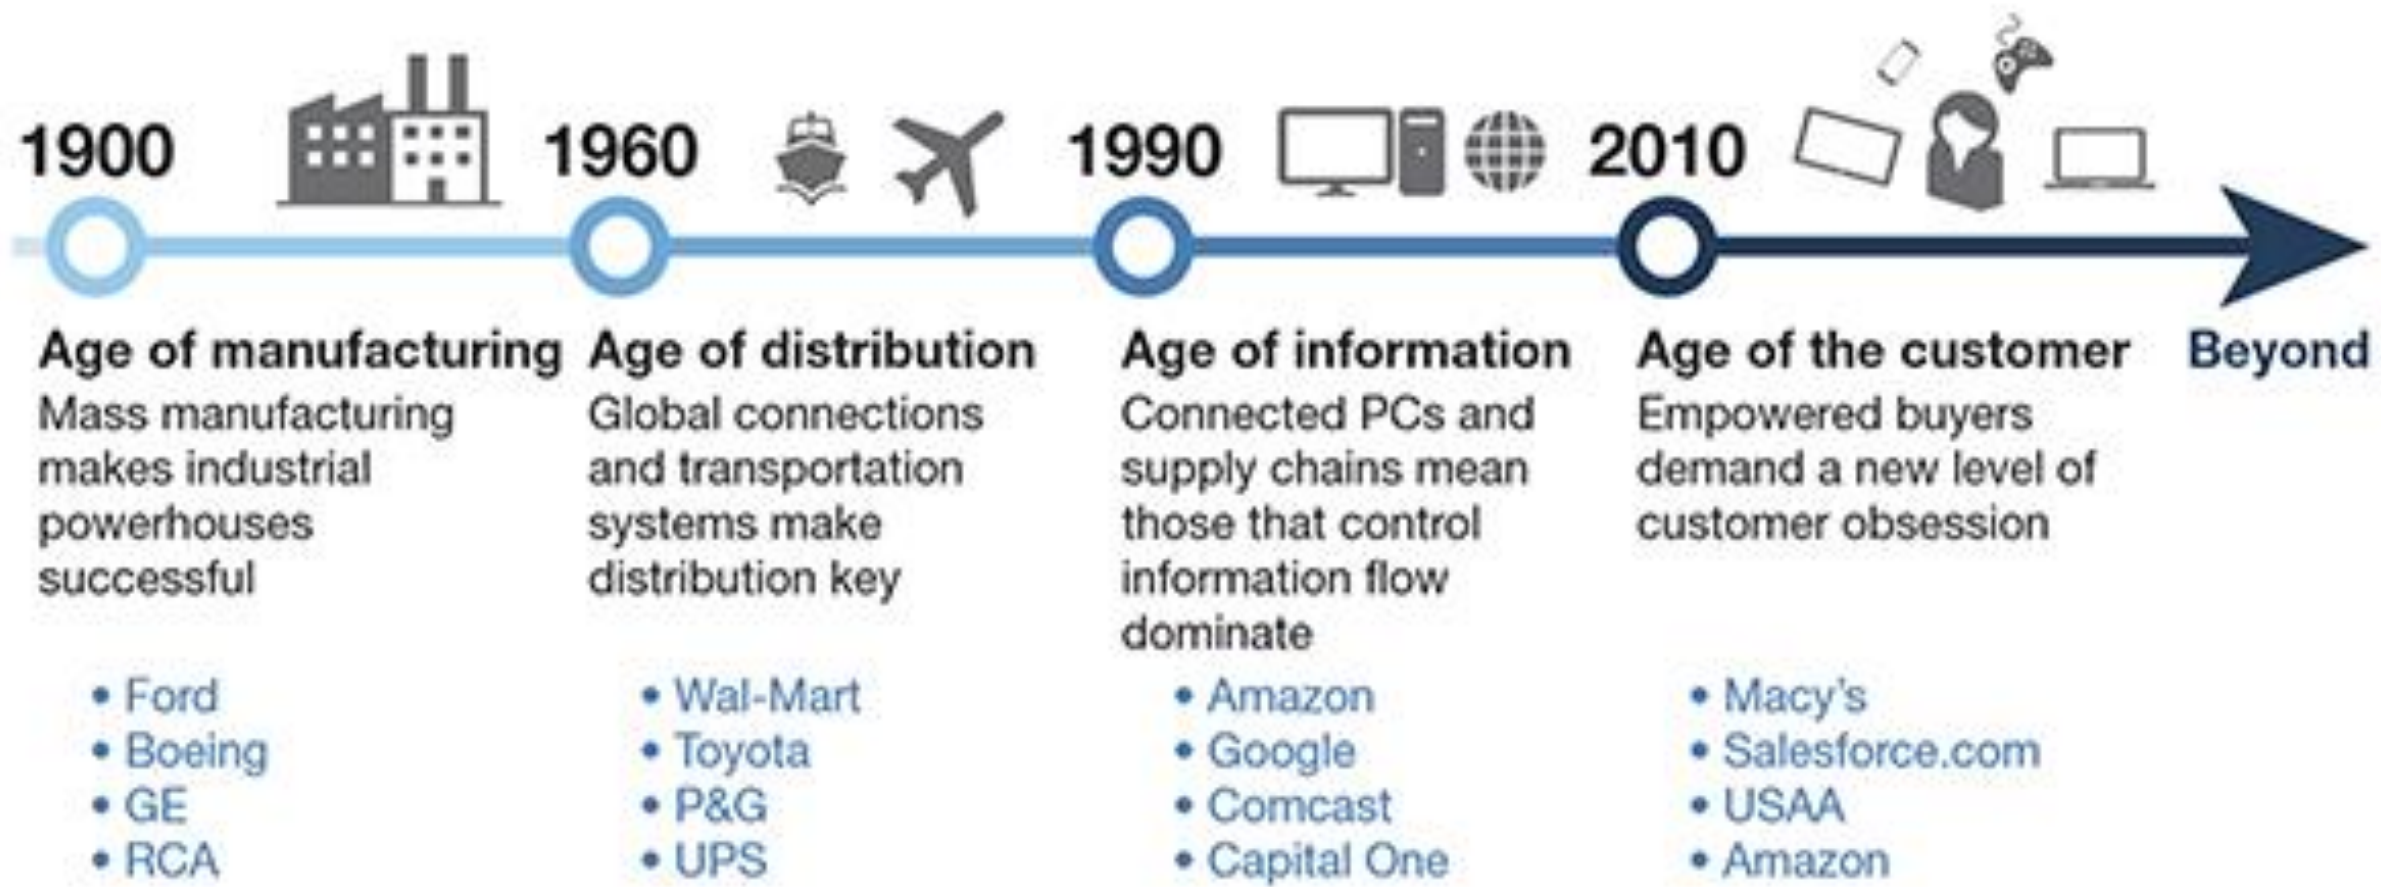 1900
1960
1990
2010
Age of manufacturing
Mass manufacturing
makes industrial
powerhouses
successful
• Ford
• Boeing
• GE
• RCA
Age of distribution
Global connections
and transportation
systems make
distribution key
• Wal-Mart
• Toyota
• P&G
• UPS
Age of information
Connected PCs and
supply chains mean
those that control
information flow
dominate
• Amazon
• Google
• Comcast
• Capital One
Age of the customer
Empowered buyers
demand a new level of
customer obsession
• Macy's
• Salesforce.com
• USAA
• Amazon
Beyond